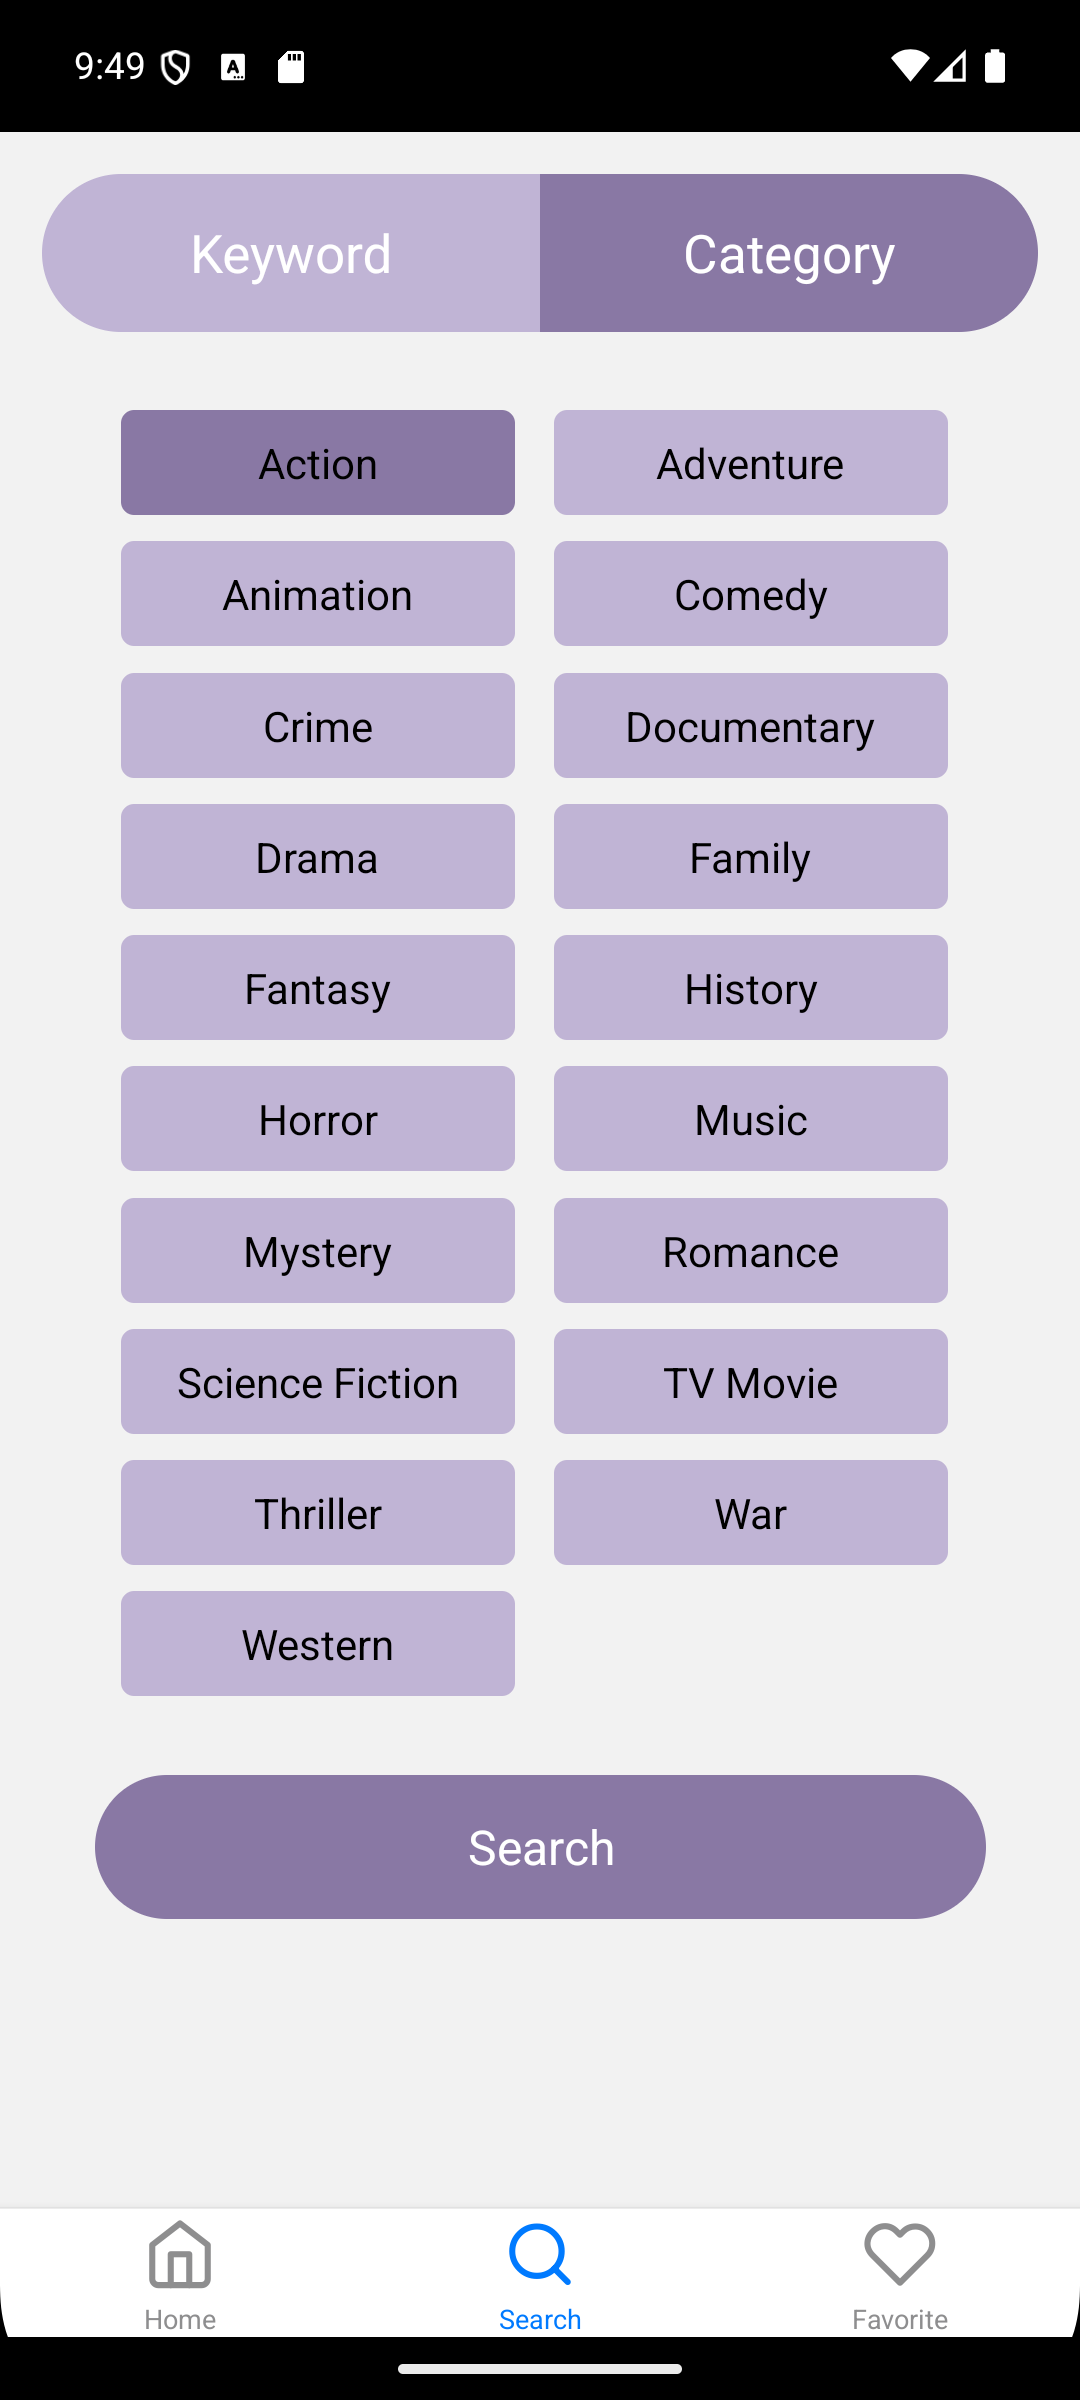 9:49
Keyword
Category
Action
Adventure
Animation
Comedy
Crime
Documentary
Drama
Family
Fantasy
History
Horror
Music
Mystery
Romance
Science Fiction
TV Movie
Thriller
War
Western
Search
Home
Search
Favorite